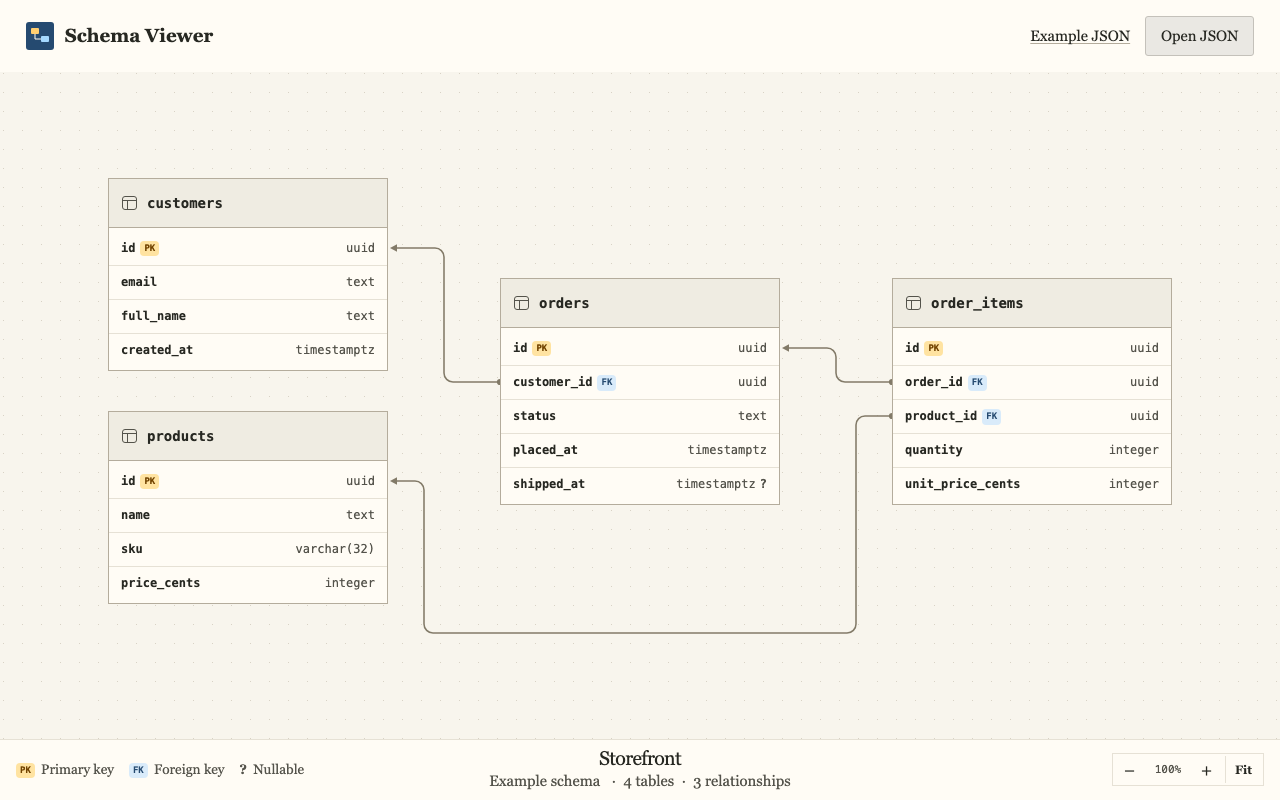 Schema Viewer
Example JSON
Open JSON
customers
id PK uuid
email text
full_name text
created_at timestamptz
products
id PK uuid
name text
sku varchar(32)
price_cents integer
orders
id PK uuid
customer_id FK uuid
status text
placed_at timestamptz
shipped_at timestamptz ?
order_items
id PK uuid
order_id FK uuid
product_id FK uuid
quantity integer
unit_price_cents integer
PK Primary key FK Foreign key ? Nullable
Storefront
Example schema · 4 tables · 3 relationships
− 100% + Fit